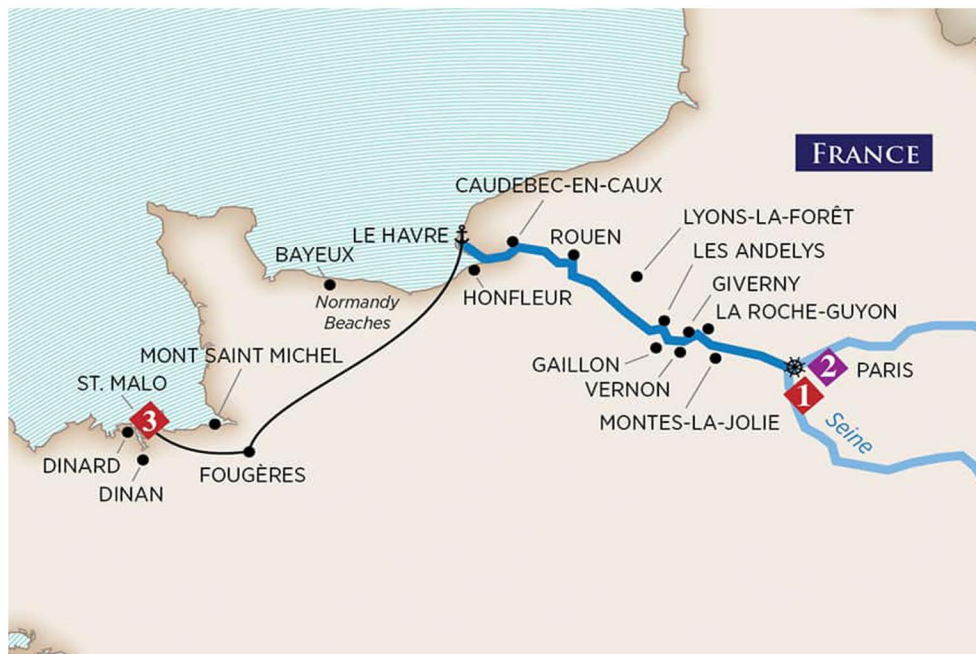 FRANCE
CAUDEBEC-EN-CAUX
LYONS-LA-FORÊT
LE HAVRE
ROUEN
BAYEUX
LES ANDELYS
GIVERNY
HONFLEUR
Normandy
Beaches
LA ROCHE-GUYON
MONT SAINT MICHEL
GAILLON
2
PARIS
ST. MALO
VERNON
1
3
MONTES-LA-JOLIE
Seine
DINARD
FOUGÈRES
DINAN